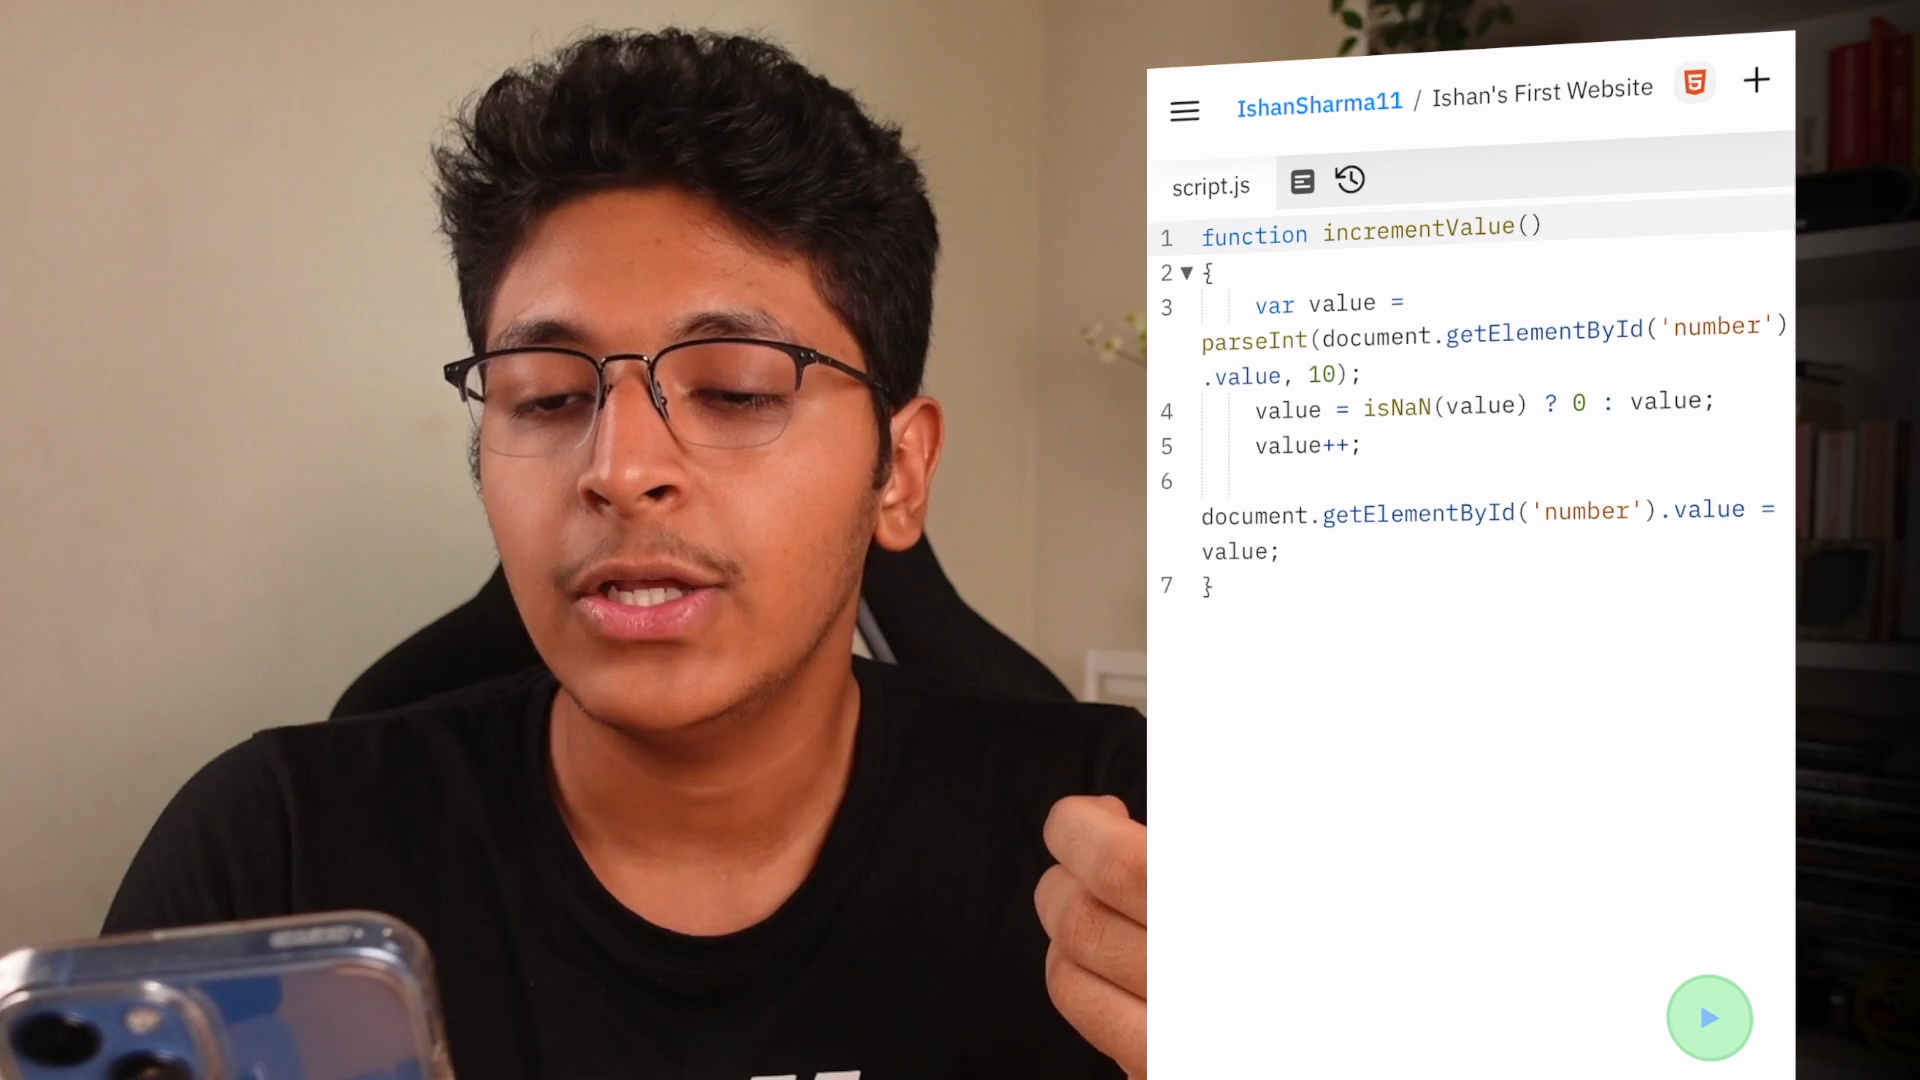 IshanSharma11 / Ishan's First Website
script.js
1 function incrementValue()
2 {
3 var value =
parseInt(document.getElementById('number')
.value, 10);
4 value = isNaN(value) ? 0 : value;
5 value++;
6
document.getElementById('number').value =
value;
7 }